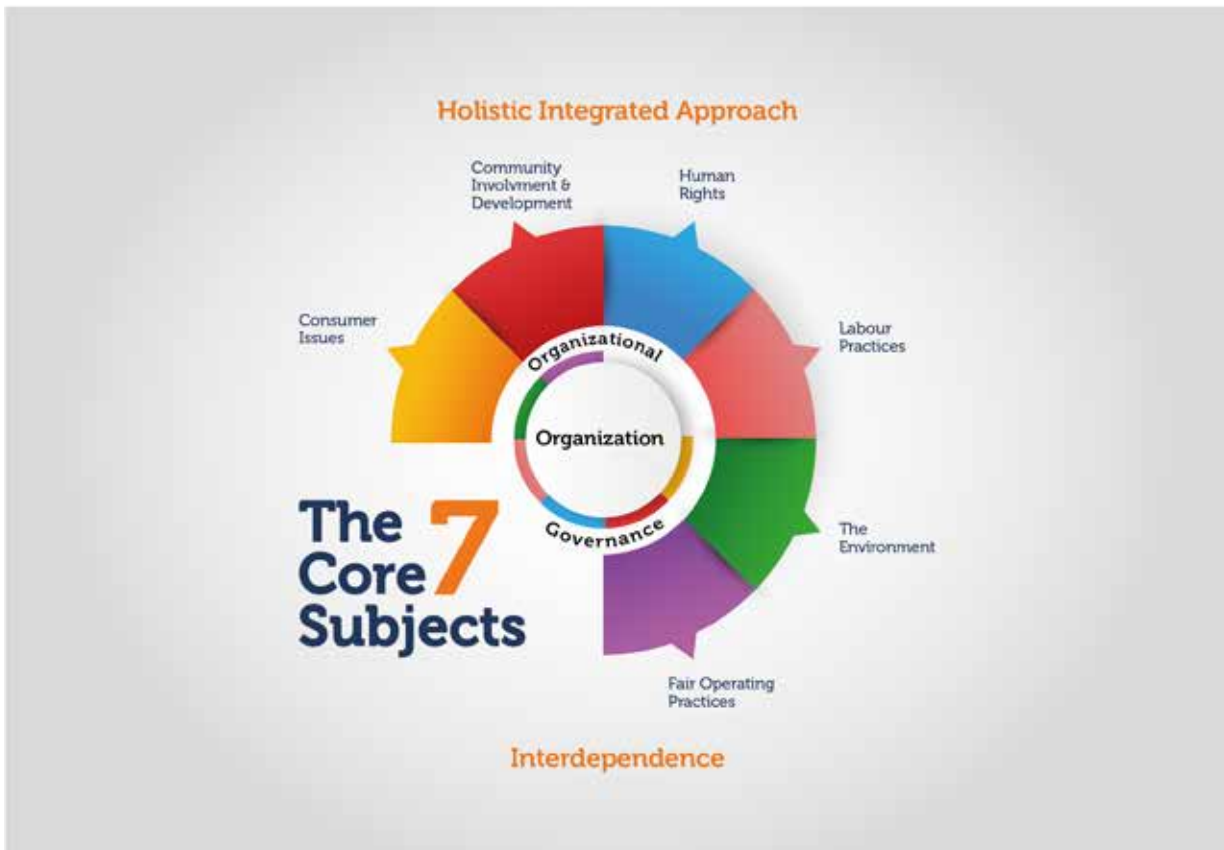 Holistic Integrated Approach
Community
Involvment &
Development
Human
Rights
Consumer
Issues
Labour
Practices
Organizational
Organization
Governance
The 7
Core
Subjects
The
Environment
Fair Operating
Practices
Interdependence